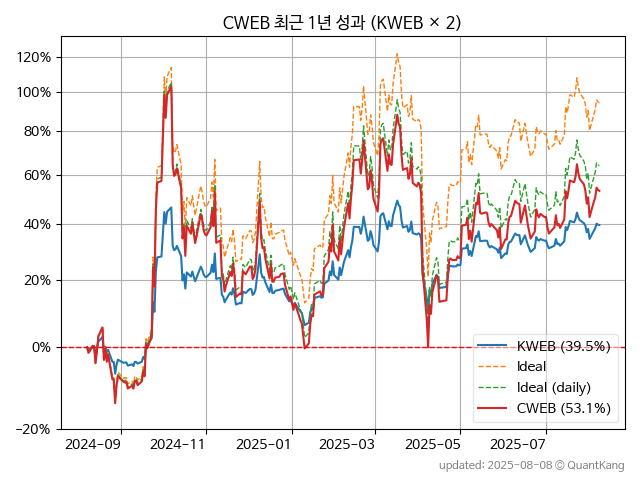 CWEB 최근 1년 성과 (KWEB × 2)
120%
100%
80%
60%
40%
20%
0%
−20%
KWEB (39.5%)
Ideal
Ideal (daily)
CWEB (53.1%)
2024-09
2024-11
2025-01
2025-03
2025-05
2025-07
updated: 2025-08-08 © QuantKang